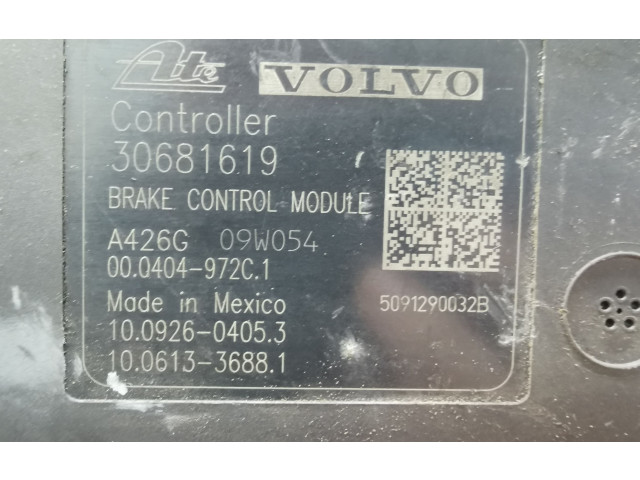 Ate VOLVO
Controller
30681619
BRAKE CONTROL MODULE
A426G 09W054
00.0404-972C.1
Made in Mexico 5091290032B
10.0926-0405.3
10.0613-3688.1